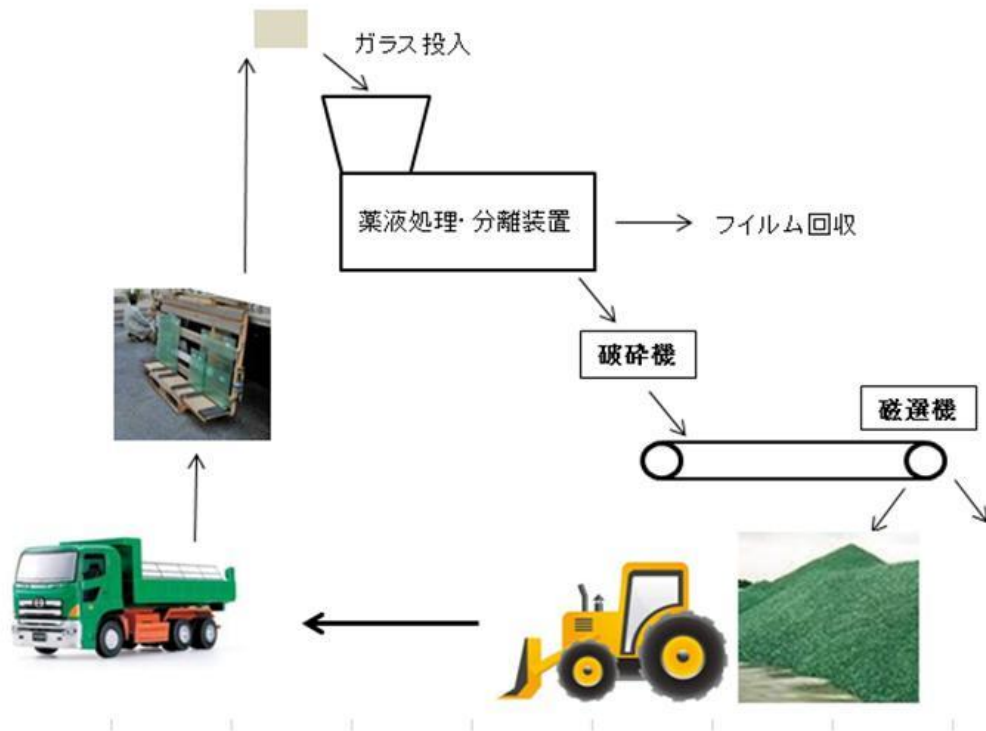 ガラス投入
薬液処理・分離装置
フイルム回収
破砕機
磁選機